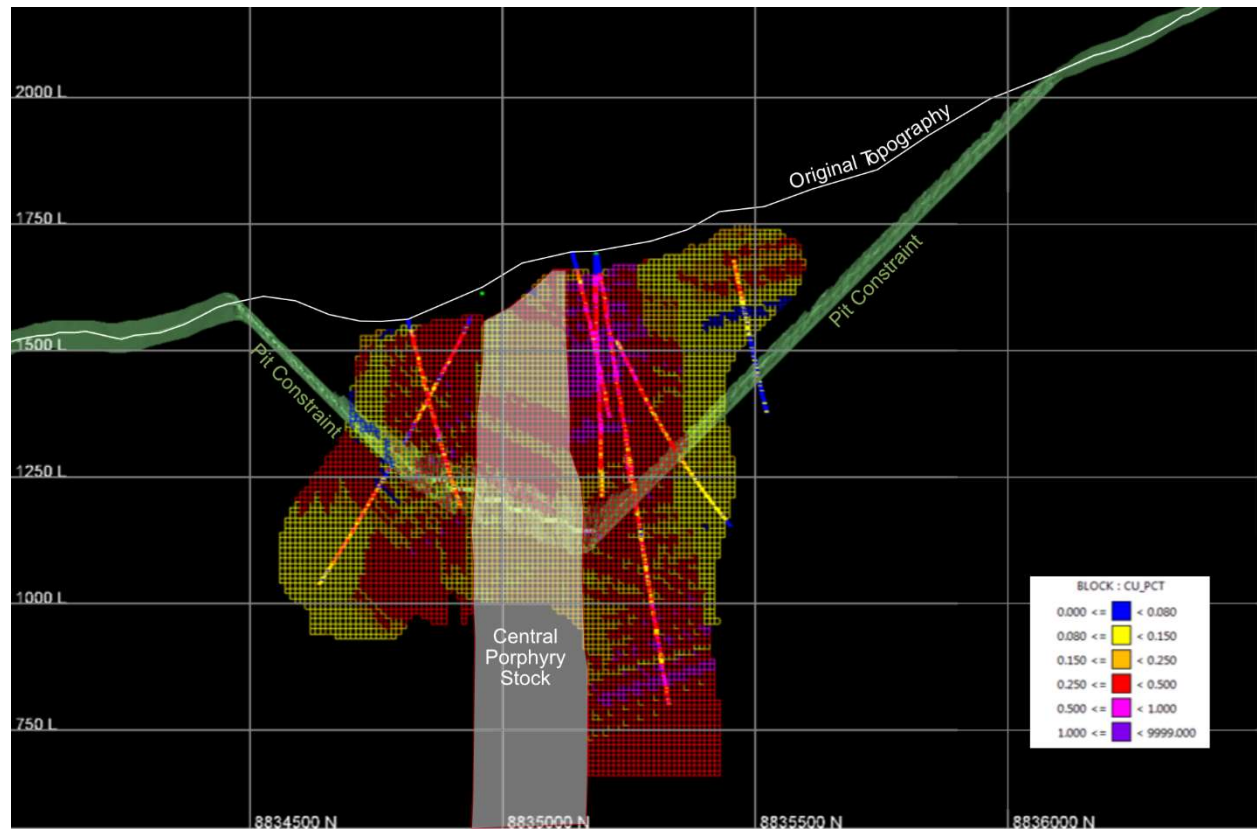 2000 L
Original Topography
1750 L
Pit Constraint
1500 L
Pit Constraint
1250 L
1000 L
Central
Porphyry
Stock
750 L
BLOCK : CU_PCT
0.000 <= < 0.080
0.080 <= < 0.150
0.150 <= < 0.250
0.250 <= < 0.500
0.500 <= < 1.000
1.000 <= < 9999.000
8834500 N
8835000 N
8835500 N
8836000 N